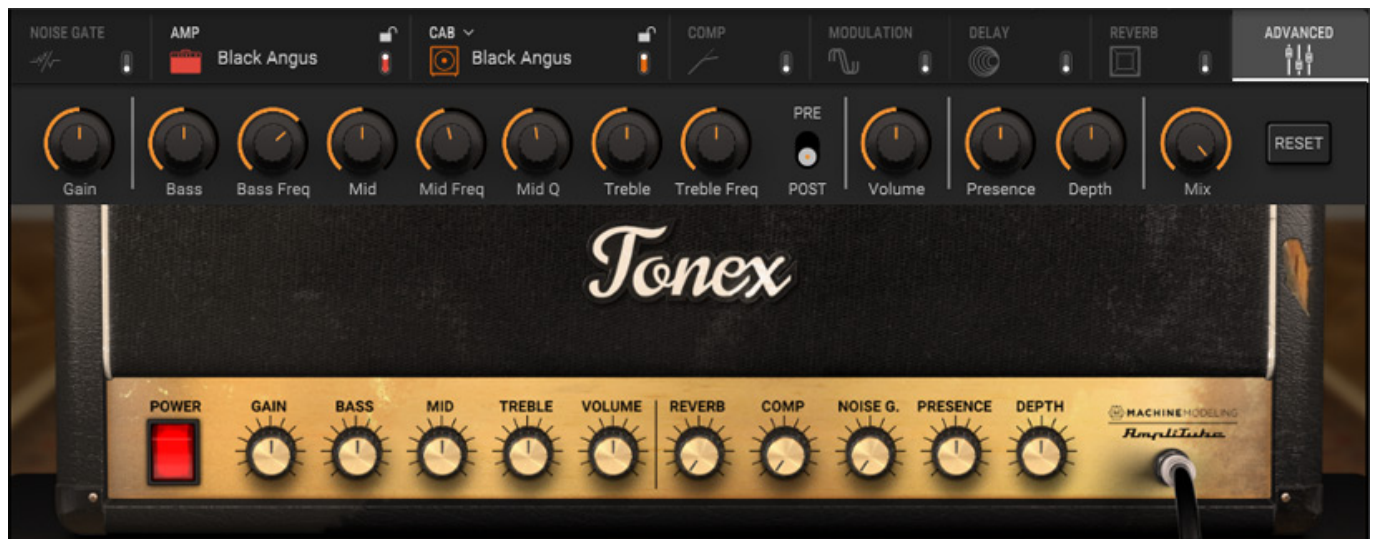 NOISE GATE AMP CAB COMP MODULATION DELAY REVERB ADVANCED
Black Angus Black Angus
PRE
RESET
Gain Bass Bass Freq Mid Mid Freq Mid Q Treble Treble Freq POST Volume Presence Depth Mix
Tonex
POWER GAIN BASS MID TREBLE VOLUME REVERB COMP NOISE G. PRESENCE DEPTH
MACHINEMODELING
AmpliTube